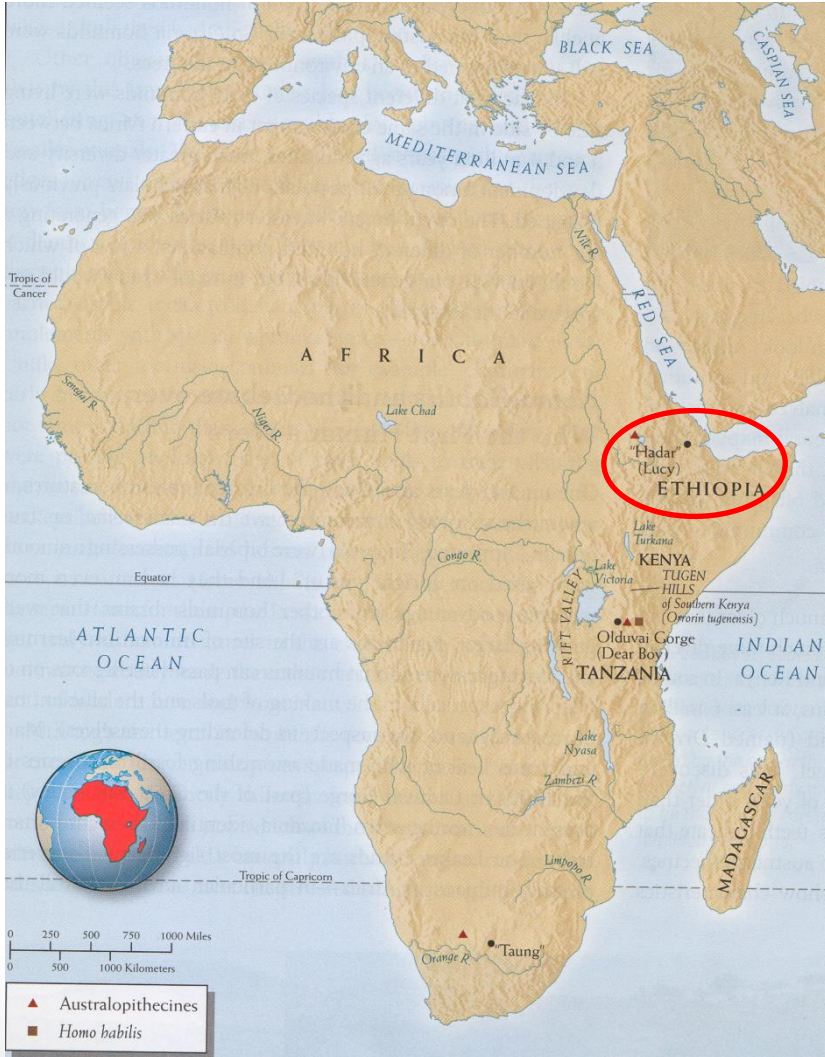 BLACK SEA
CASPIAN SEA
MEDITERRANEAN SEA
Nile R.
Tropic of
Cancer
RED SEA
AFRICA
Senegal R.
Niger R.
Lake Chad
"Hadar"
(Lucy)
ETHIOPIA
Lake
Turkana
Congo R.
KENYA
Lake
Victoria
TUGEN
HILLS
of Southern Kenya
(Orrorin tugenensis)
Equator
RIFT VALLEY
ATLANTIC
OCEAN
Olduvai Gorge
(Dear Boy)
TANZANIA
INDIAN
OCEAN
Lake
Nyasa
Zambezi R.
MADAGASCAR
Limpopo R.
Tropic of Capricorn
"Taung"
Orange R.
0 250 500 750 1000 Miles
0 500 1000 Kilometers
Australopithecines
Homo habilis